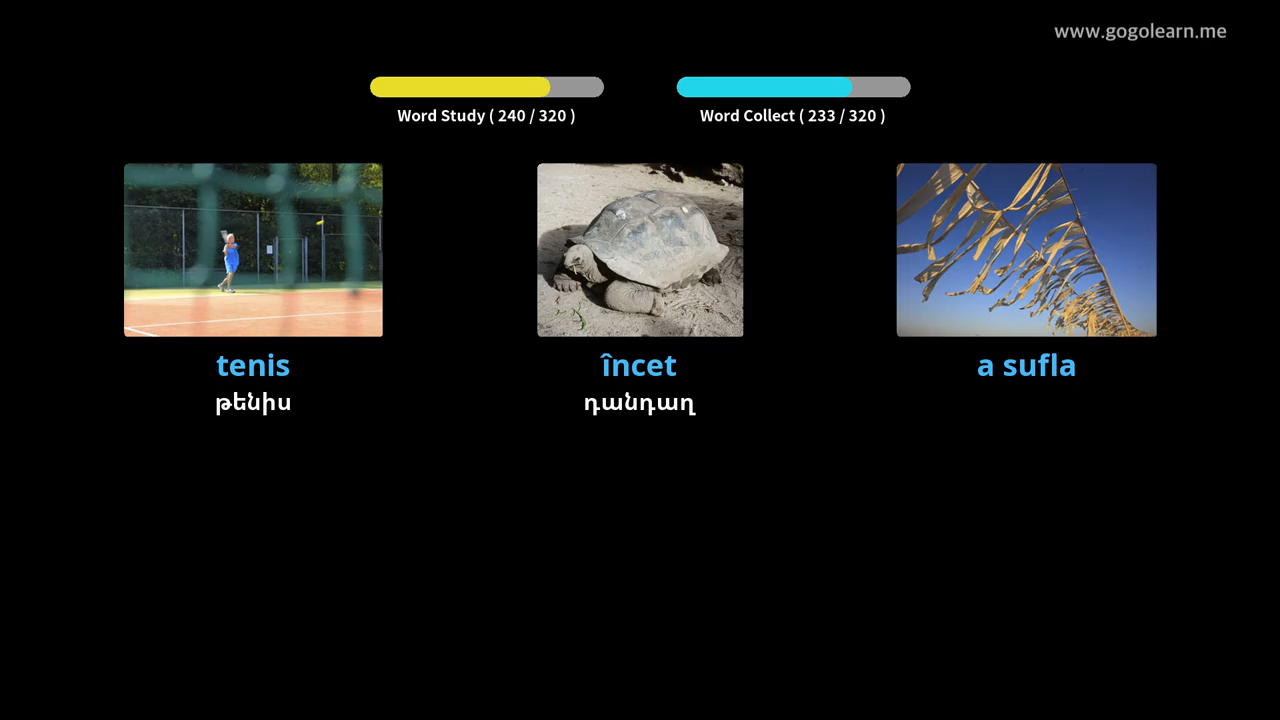 www.gogolearn.me
Word Study ( 240 / 320 )
Word Collect ( 233 / 320 )
tenis
թենիս
încet
դանդաղ
a sufla